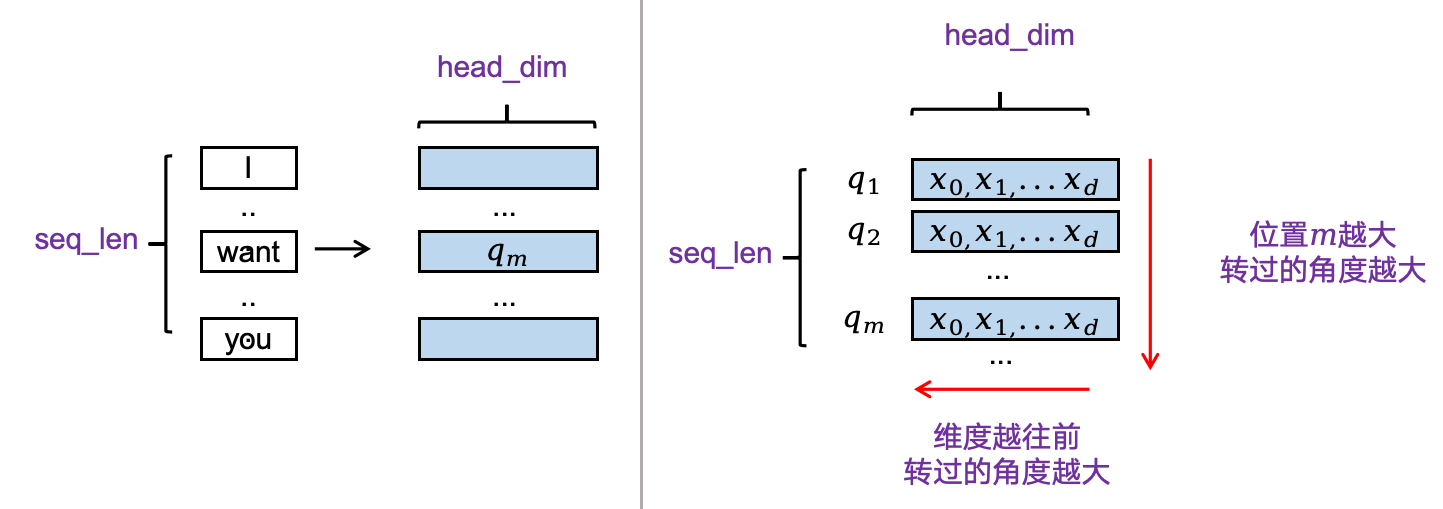 head_dim
seq_len
I
..
...
want
q_m
..
...
you
head_dim
seq_len
q_1
x_0, x_1, ... x_d
q_2
x_0, x_1, ... x_d
...
q_m
x_0, x_1, ... x_d
...
位置m越大
转过的角度越大
维度越往前
转过的角度越大